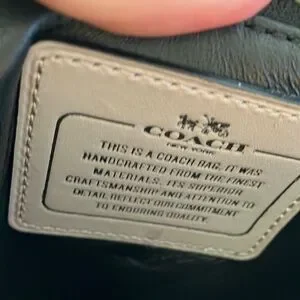 COACH
NEW YORK
THIS IS A COACH BAG. IT WAS
HANDCRAFTED FROM THE FINEST
MATERIALS. ITS SUPERIOR
CRAFTSMANSHIP AND ATTENTION TO
DETAIL REFLECT OUR COMMITMENT
TO ENDURING QUALITY.